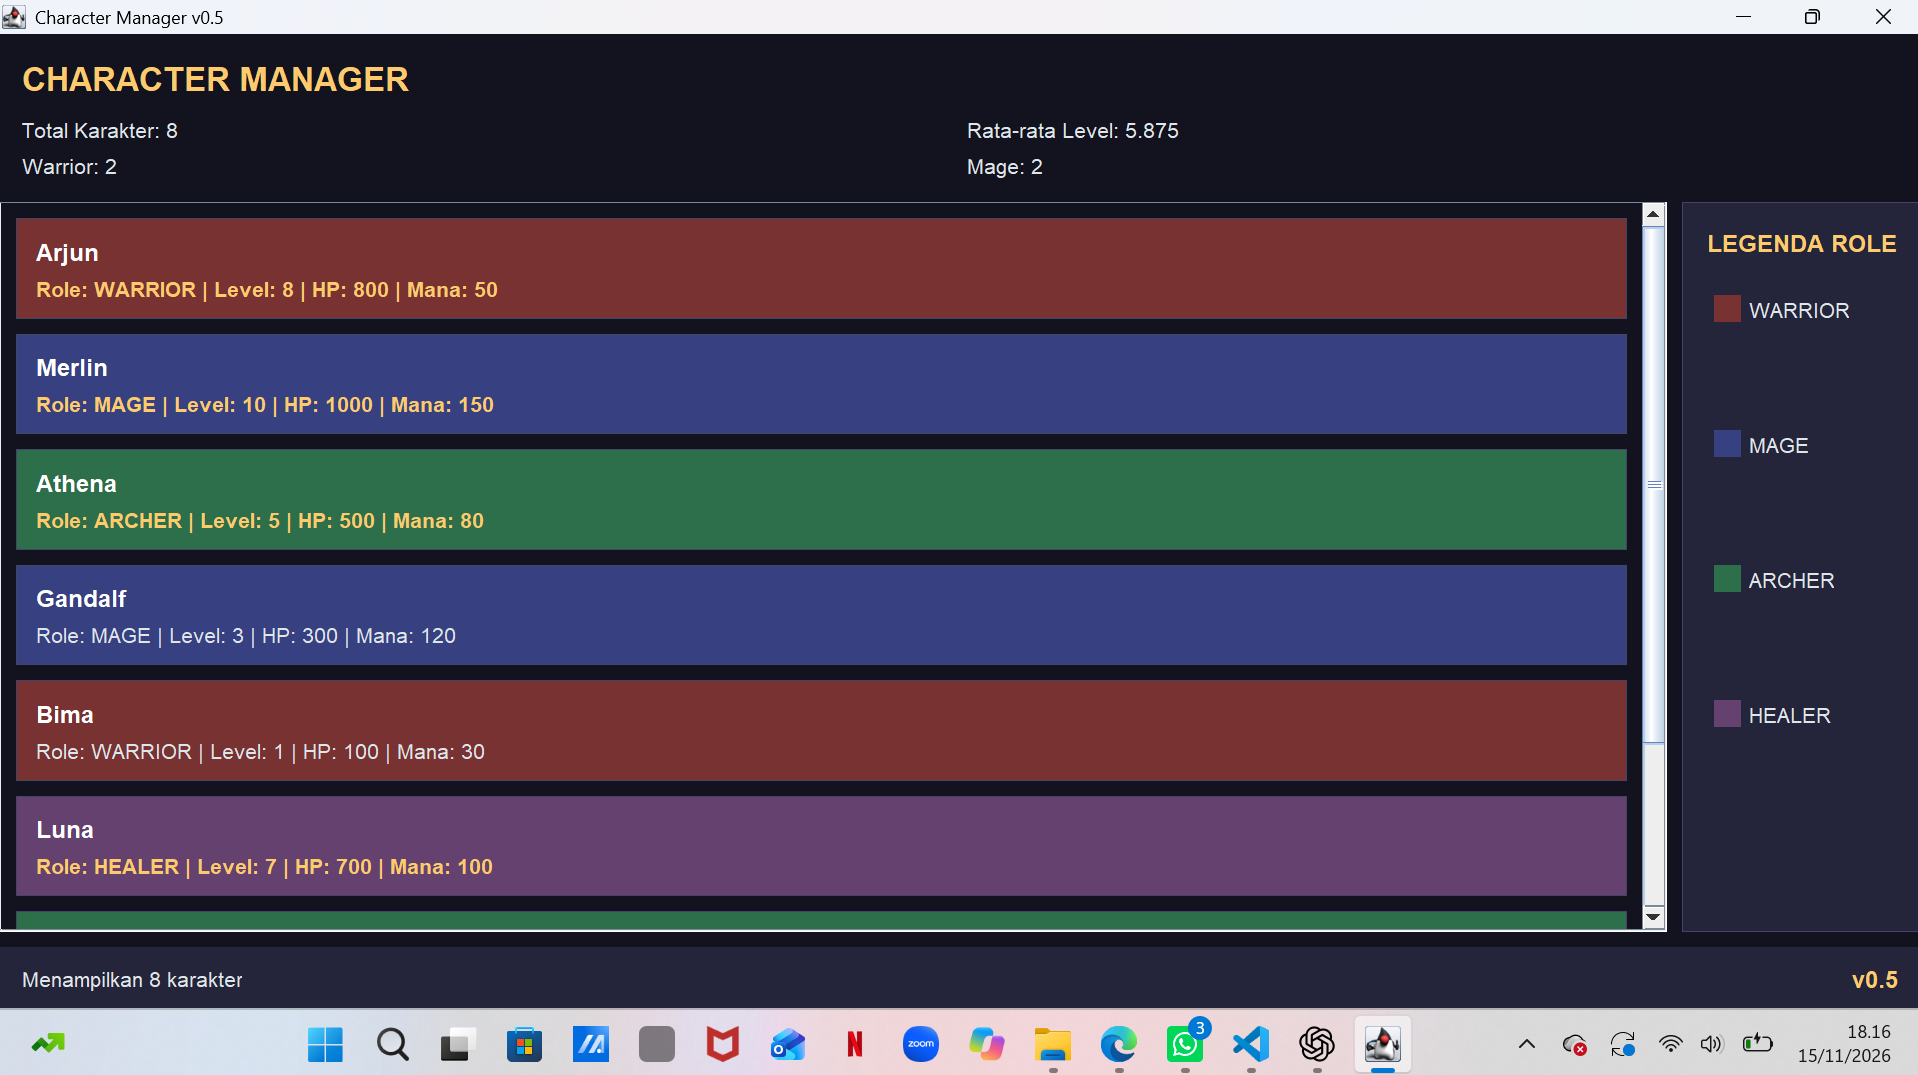 Character Manager v0.5
CHARACTER MANAGER
Total Karakter: 8
Rata-rata Level: 5.875
Warrior: 2
Mage: 2
Arjun
Role: WARRIOR | Level: 8 | HP: 800 | Mana: 50
Merlin
Role: MAGE | Level: 10 | HP: 1000 | Mana: 150
Athena
Role: ARCHER | Level: 5 | HP: 500 | Mana: 80
Gandalf
Role: MAGE | Level: 3 | HP: 300 | Mana: 120
Bima
Role: WARRIOR | Level: 1 | HP: 100 | Mana: 30
Luna
Role: HEALER | Level: 7 | HP: 700 | Mana: 100
LEGENDA ROLE
WARRIOR
MAGE
ARCHER
HEALER
Menampilkan 8 karakter
v0.5
N
zoom
3
18.16
15/11/2026